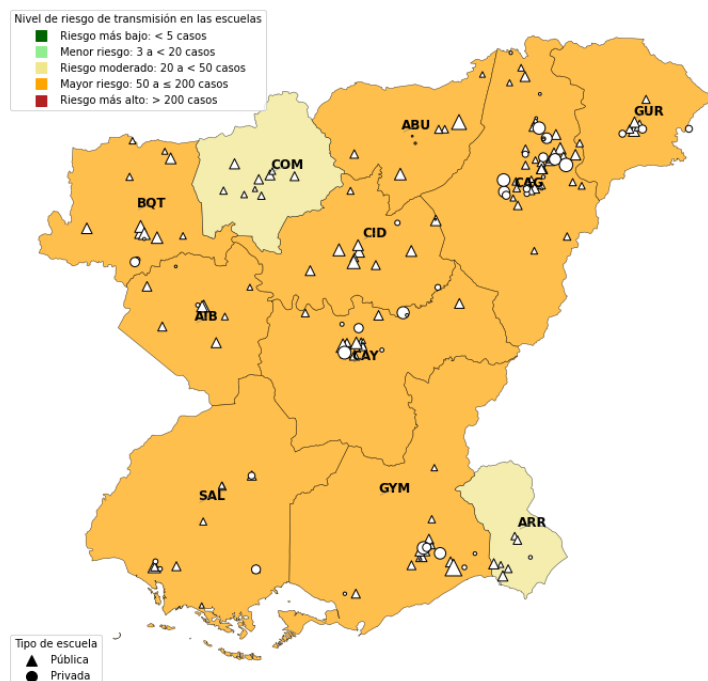 Nivel de riesgo de transmisión en las escuelas
Riesgo más bajo: < 5 casos
Menor riesgo: 3 a < 20 casos
Riesgo moderado: 20 a < 50 casos
Mayor riesgo: 50 a ≤ 200 casos
Riesgo más alto: > 200 casos
GUR
ABU
COM
CAG
BQT
CID
AIB
CAY
SAL
GYM
ARR
Tipo de escuela
Pública
Privada